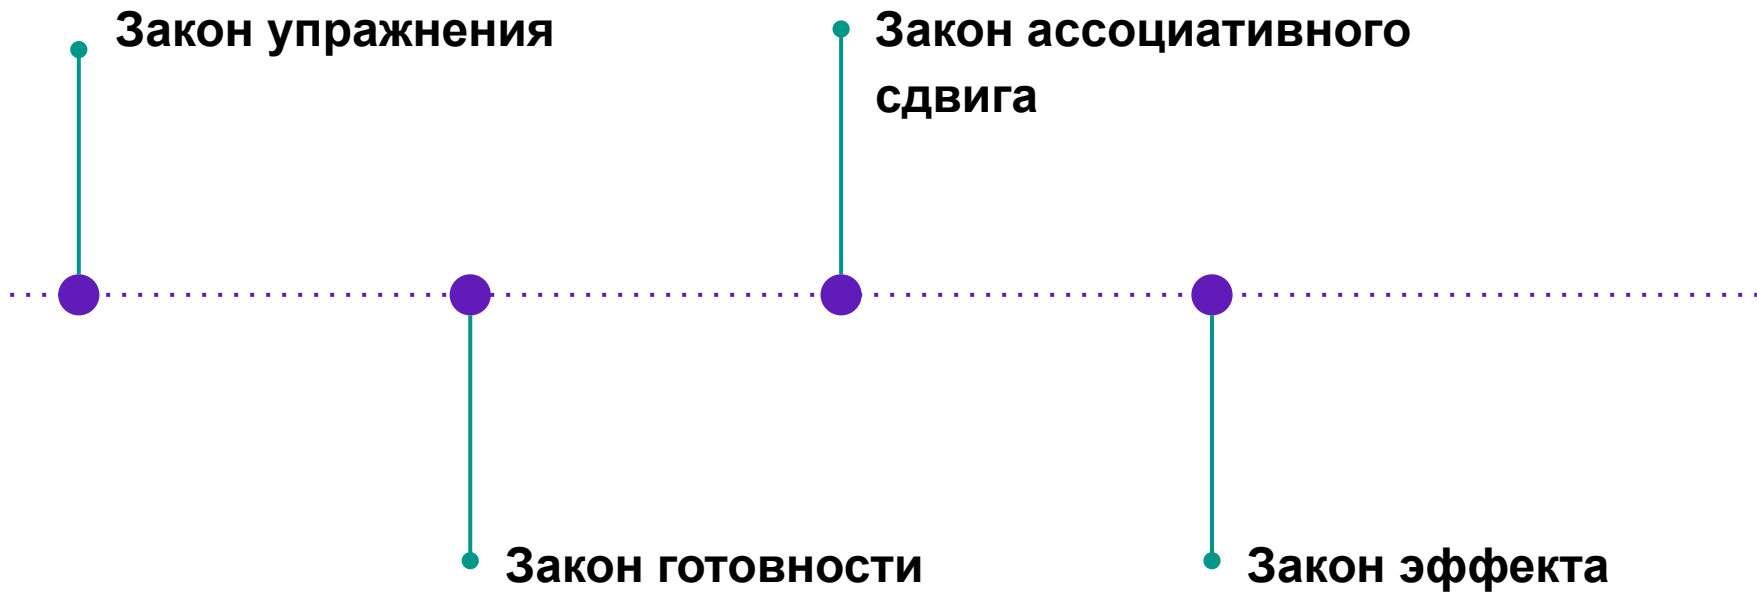 Закон упражнения
Закон ассоциативного
сдвига
Закон готовности
Закон эффекта